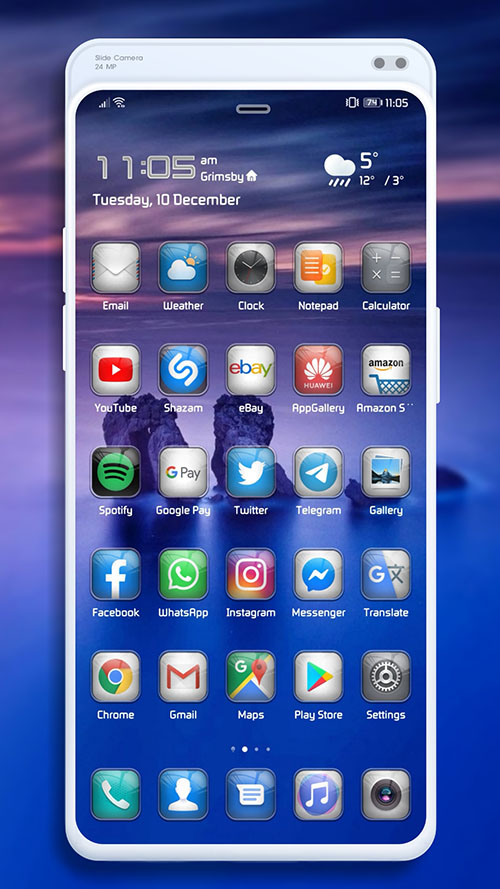 Slide Camera
24 MP
74 11:05
11:05 am
Grimsby
5°
12° / 3°
Tuesday, 10 December
Email Weather Clock Notepad Calculator
ebay HUAWEI amazon
YouTube Shazam eBay AppGallery Amazon S
G Pay
Spotify Google Pay Twitter Telegram Gallery
G
Facebook WhatsApp Instagram Messenger Translate
G
Chrome Gmail Maps Play Store Settings